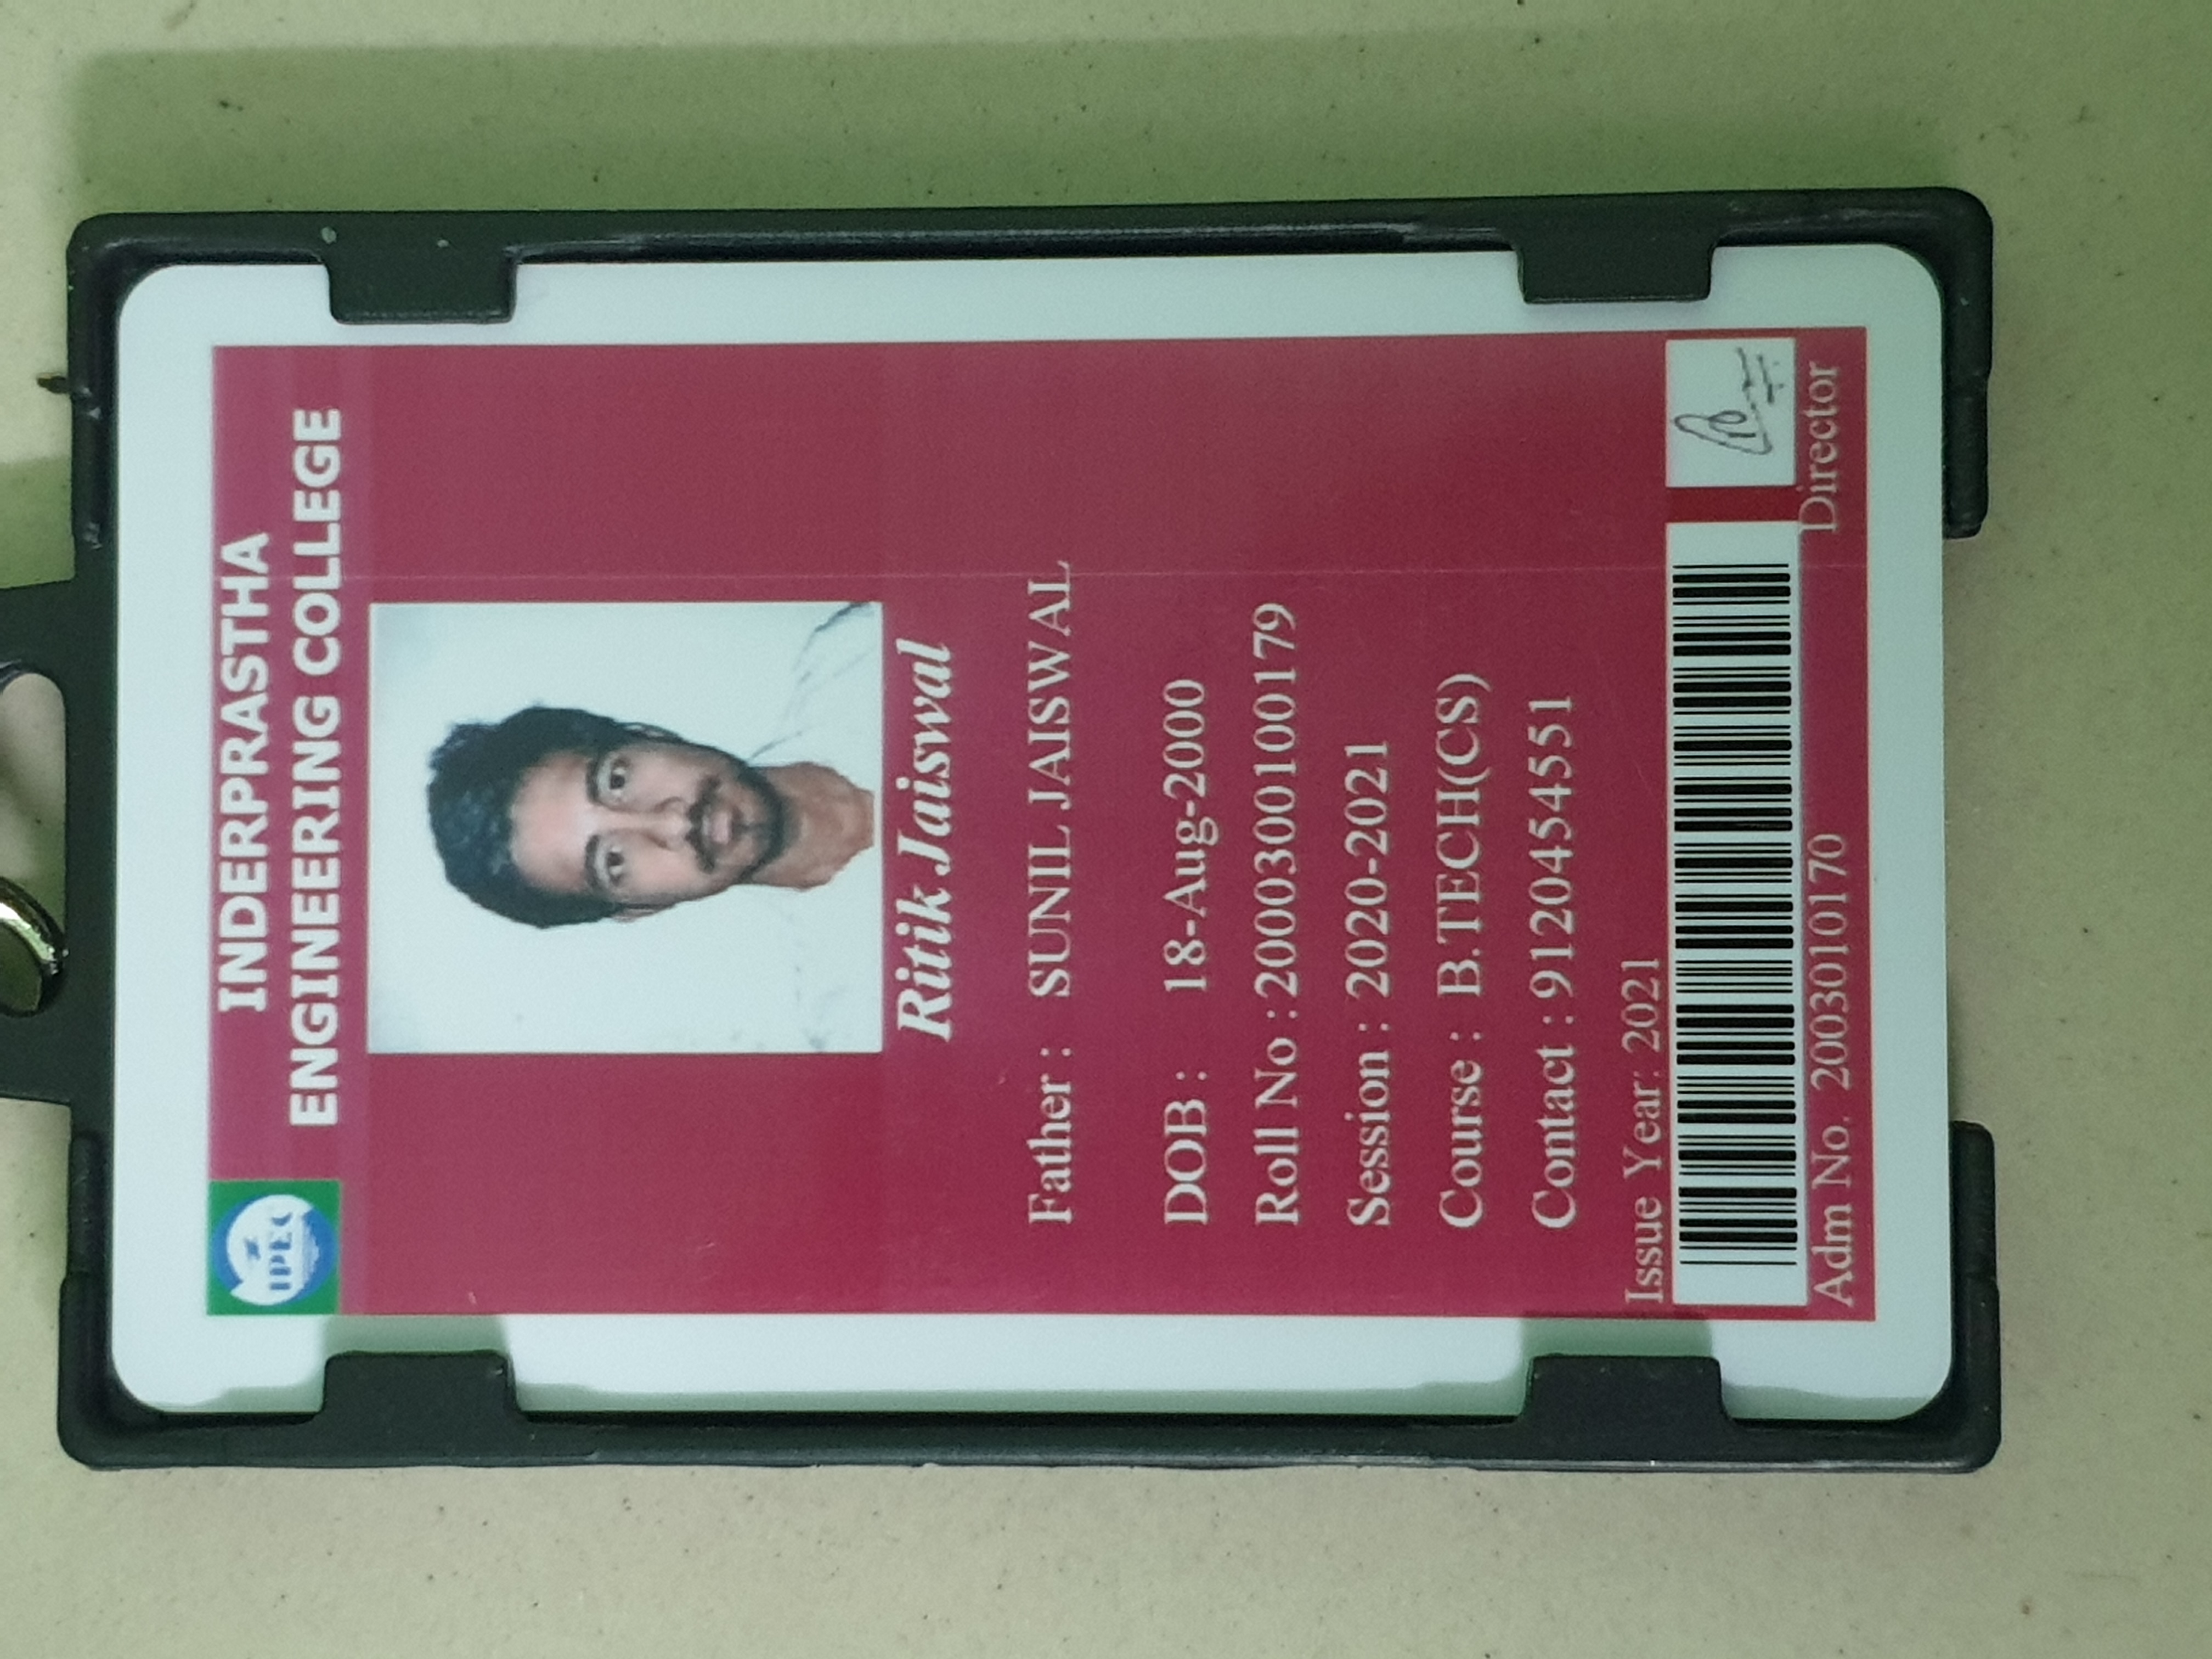 IPEC
INDERPRASTHA
ENGINEERING COLLEGE
Ritik Jaiswal
Father : SUNIL JAISWAL
DOB : 18-Aug-2000
Roll No : 2000300100179
Session : 2020-2021
Course : B.TECH(CS)
Contact : 9120454551
Issue Year: 2021
Adm No. 2003010170
Director